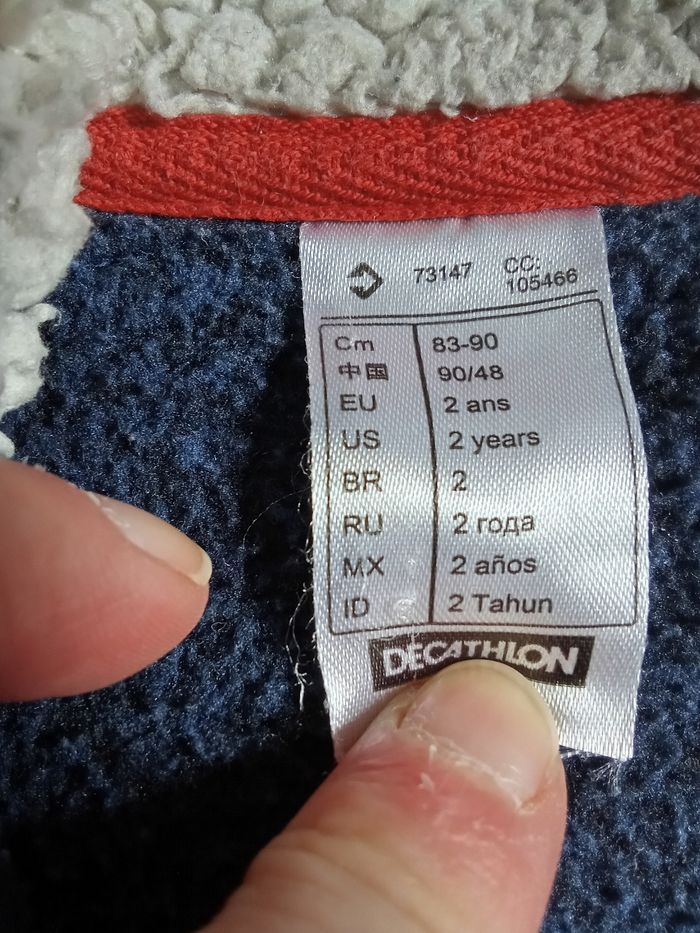 73147 CC:
105466
Cm 83-90
中国 90/48
EU 2 ans
US 2 years
BR 2
RU 2 года
MX 2 años
ID 2 Tahun
DECATHLON